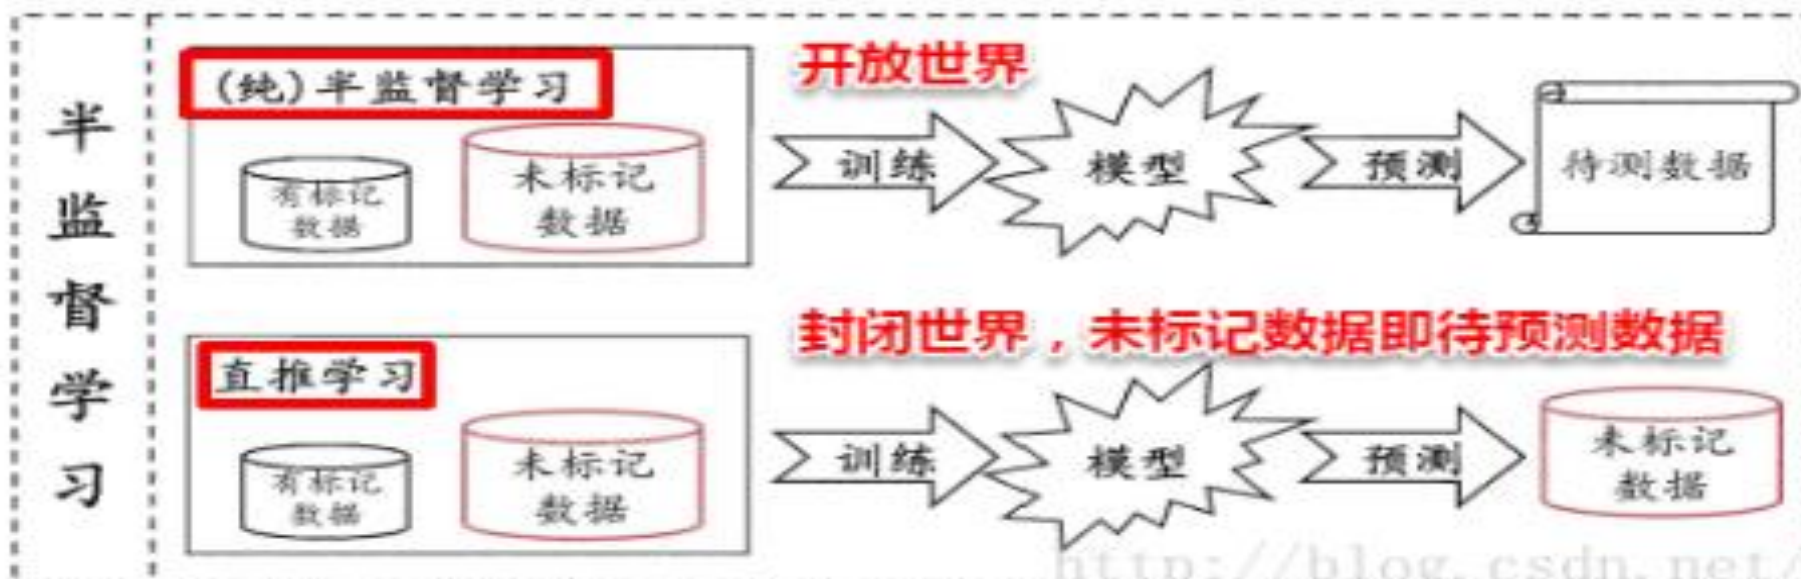 半监督学习
(纯)半监督学习
开放世界
有标记
数据
未标记
数据
训练
模型
预测
待测数据
封闭世界，未标记数据即待预测数据
直推学习
有标记
数据
未标记
数据
训练
模型
预测
未标记
数据
http://blog.csdn.net/